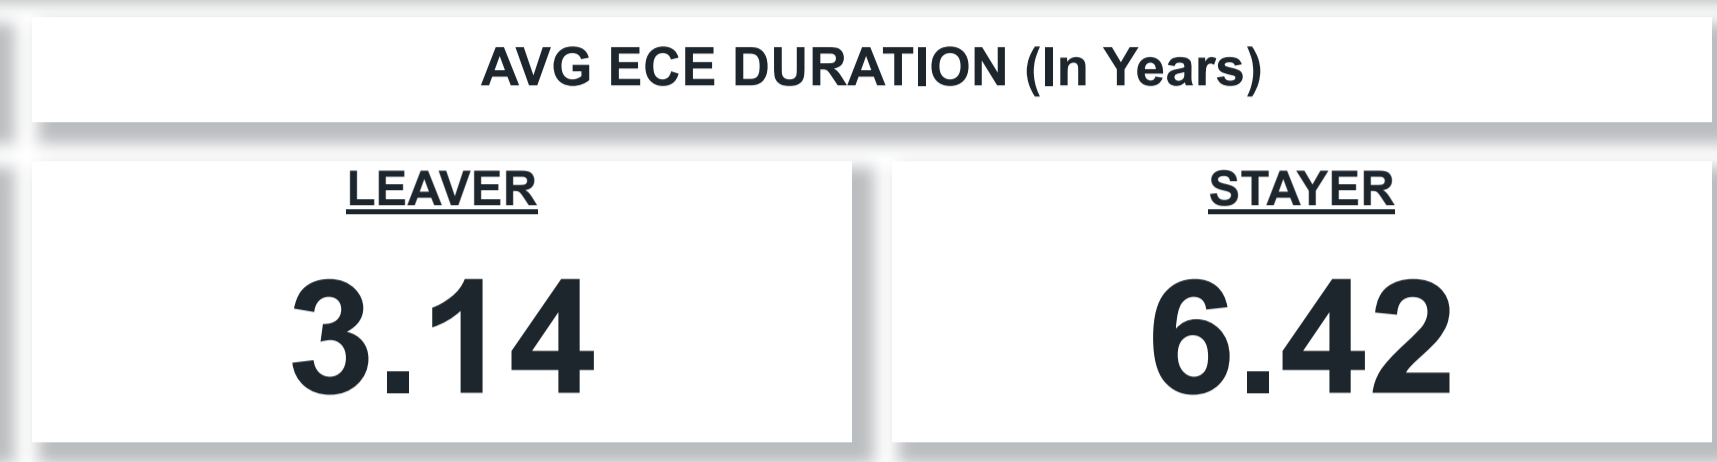 AVG ECE DURATION (In Years)
LEAVER
STAYER
3.14
6.42